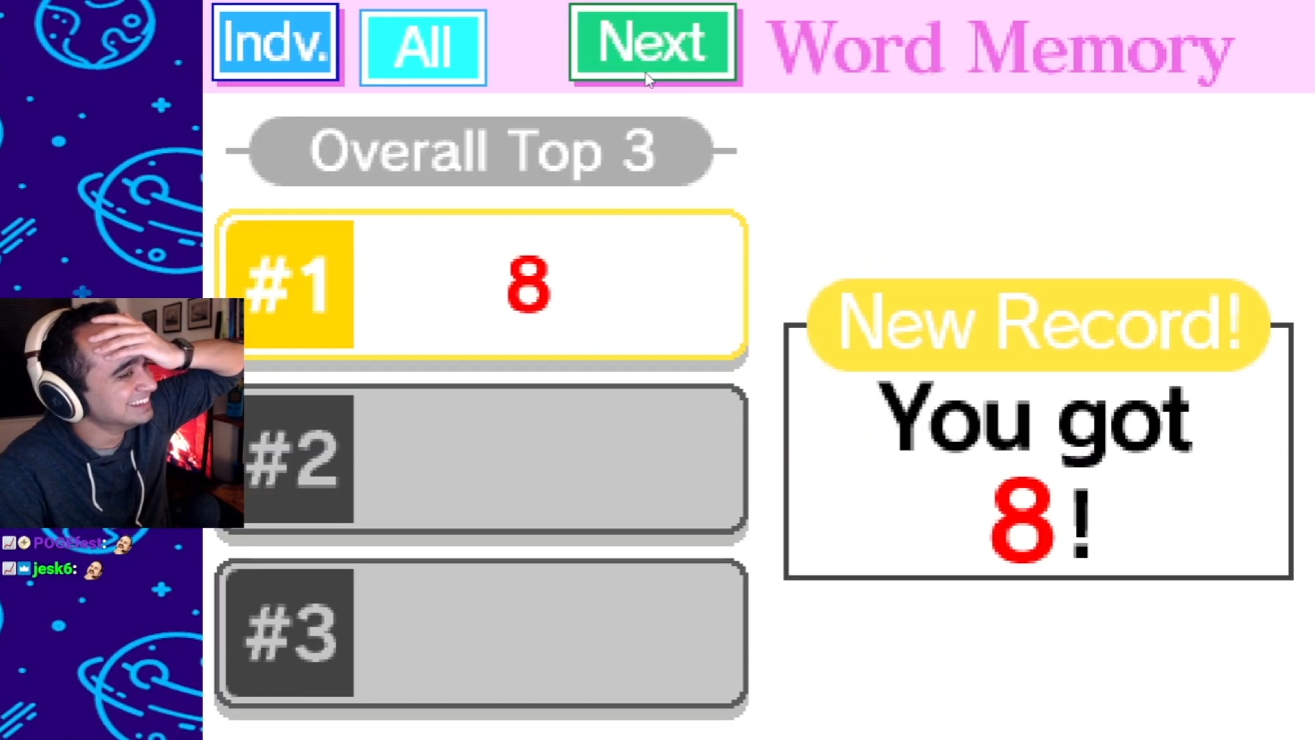 Indv.
All
Next
Word Memory
Overall Top 3
#1
8
#2
#3
New Record!
You got
8!
jesk6: